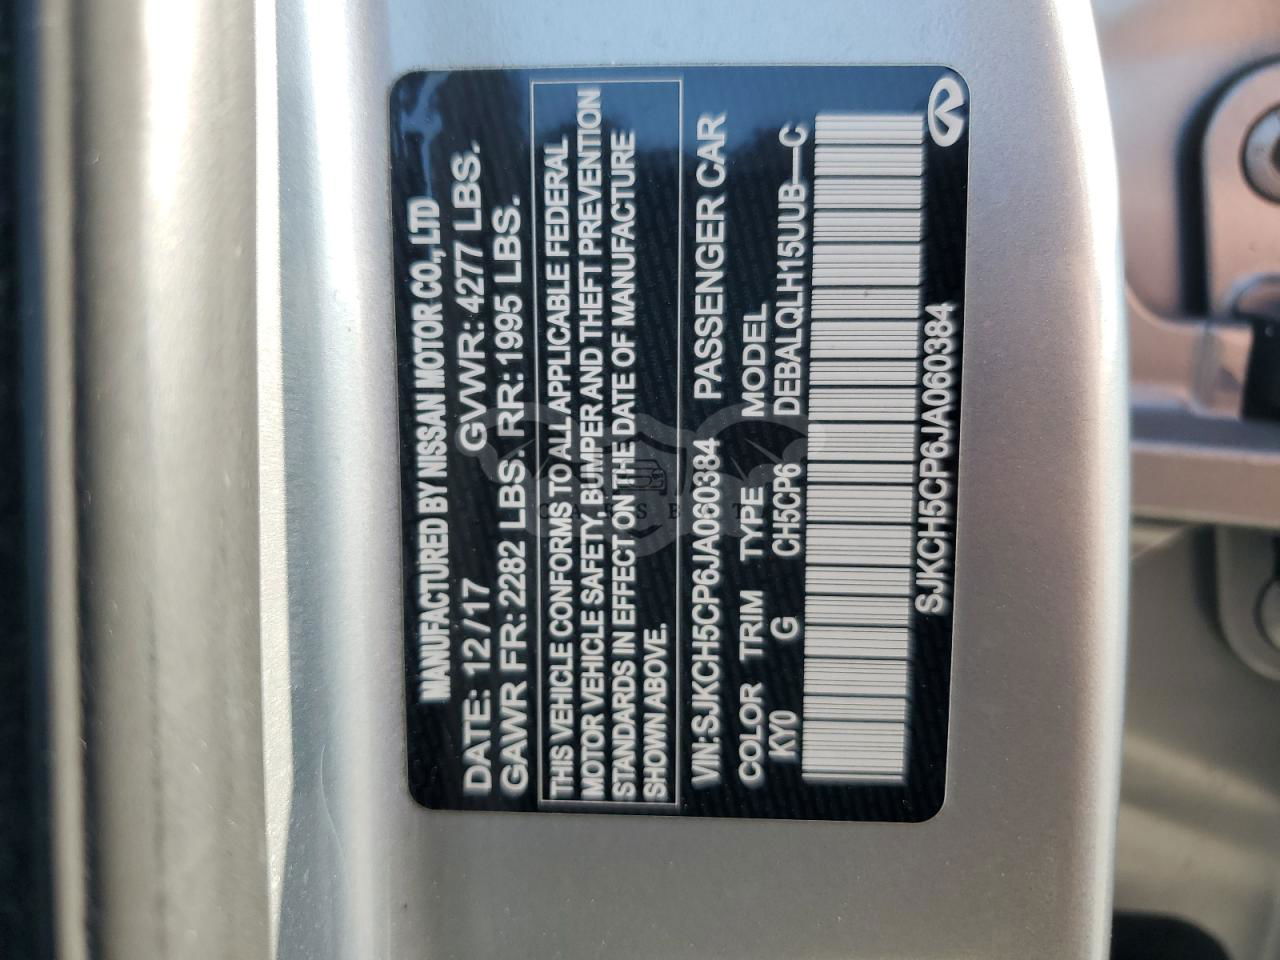 MANUFACTURED BY NISSAN MOTOR CO., LTD
DATE: 12/17 GVWR: 4277 LBS.
GAWR FR: 2282 LBS. RR: 1995 LBS.
THIS VEHICLE CONFORMS TO ALL APPLICABLE FEDERAL
MOTOR VEHICLE SAFETY, BUMPER AND THEFT PREVENTION
STANDARDS IN EFFECT ON THE DATE OF MANUFACTURE
SHOWN ABOVE.
VIN:SJKCH5CP6JA060384 PASSENGER CAR
COLOR TRIM TYPE MODEL
KY0 G CH5CP6 DEBALQLH15UUB—C
SJKCH5CP6JA060384